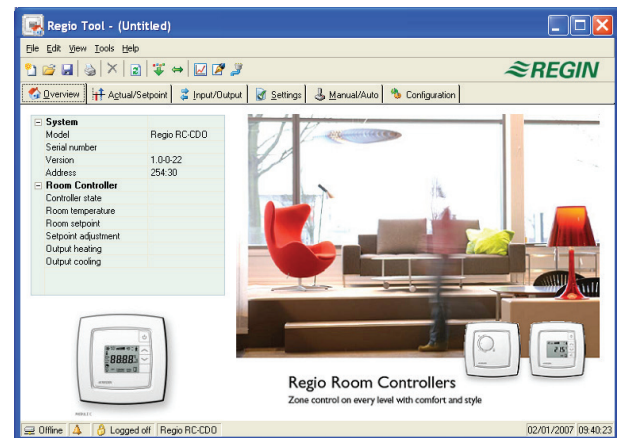 Regio Tool - (Untitled)
File Edit View Tools Help
REGIN
Overview Actual/Setpoint Input/Output Settings Manual/Auto Configuration
System
Model Regio RC-CDO
Serial number
Version 1.0-0-22
Address 254:30
Room Controller
Controller state
Room temperature
Room setpoint
Setpoint adjustment
Output heating
Output cooling
Regio Room Controllers
Zone control on every level with comfort and style
Offline Logged off Regio RC-CDO 02/01/2007 09:40:23